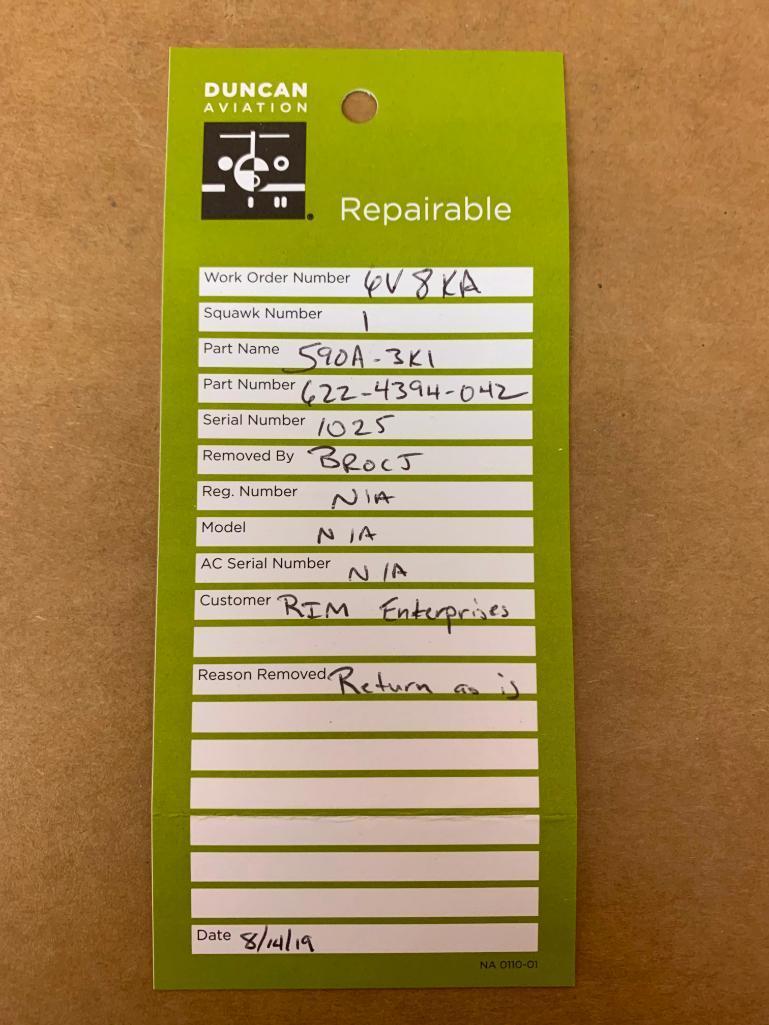 DUNCAN
AVIATION
Repairable
Work Order Number 6V8KA
Squawk Number 1
Part Name 590A-3K1
Part Number 622-4394-042
Serial Number 1025
Removed By BROCJ
Reg. Number N/A
Model N/A
AC Serial Number N/A
Customer RIM Enterprises
Reason Removed Return as is
Date 8/14/19
NA 0110-01